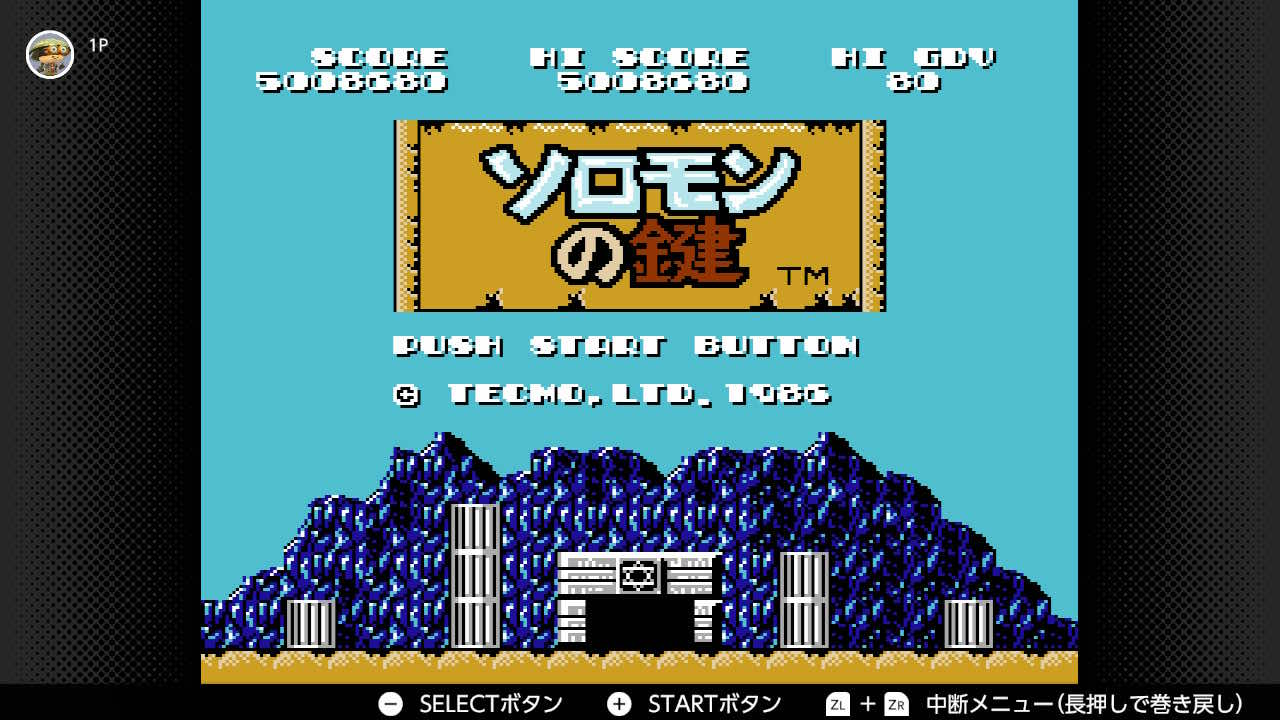 1P
SCORE HI SCORE HI GDV
5008680 5008680 80
ソロモン
の鍵 TM
PUSH START BUTTON
© TECMO,LTD.1986
SELECTボタン STARTボタン ZL + ZR 中断メニュー(長押しで巻き戻し)